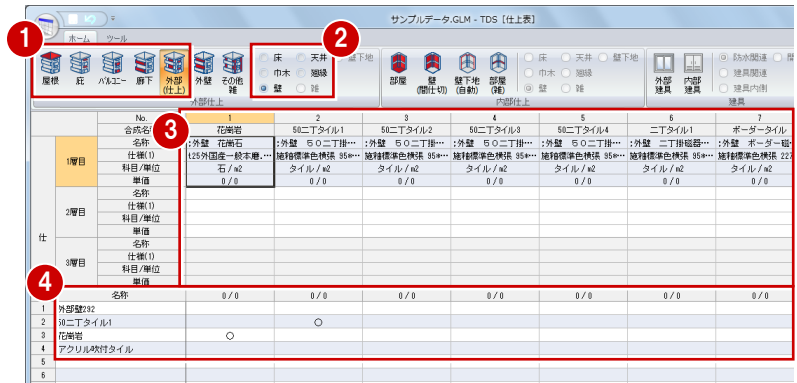 サンプルデータ.GLM - TDS [仕上表]
ホーム ツール
1 2
屋根 庇 バルコニー 廊下 外部(仕上) 外壁 その他雑
床 天井 壁下地
巾木 廻縁
壁 雑
部屋 壁(間仕切) 壁下地(自動) 部屋(雑)
床 天井 壁下地
巾木 廻縁
壁 雑
外部建具 内部建具
防水関連
建具関連
建具内側
外部仕上 内部仕上 建具
3
No. 1 2 3 4 5 6 7
合成名 花崗岩 50二丁タイル1 50二丁タイル2 50二丁タイル3 50二丁タイル4 二丁タイル1 ボーダータイル
1層目
名称 :外壁 花崗石 :外壁 50二丁掛… :外壁 50二丁掛… :外壁 50二丁掛… :外壁 50二丁掛… :外壁 二丁掛磁器… :外壁 ボーダー磁…
仕様(1) t25外国産一般本磨.… 施釉標準色横張 95*… 施釉標準色横張 95*… 施釉標準色横張 95*… 施釉標準色横張 95*… 施釉標準色横張 95*… 施釉標準色横張 227
科目/単位 石/m2 タイル/m2 タイル/m2 タイル/m2 タイル/m2 タイル/m2 タイル/m2
単価 0/0 0/0 0/0 0/0 0/0 0/0 0/0
2層目
名称
仕様(1)
科目/単位
単価
仕
3層目
名称
仕様(1)
科目/単位
単価
4
名称 0/0 0/0 0/0 0/0 0/0 0/0 0/0
1 外部壁292
2 50二丁タイル1 ○
3 花崗岩 ○
4 アクリル吹付タイル
5
6